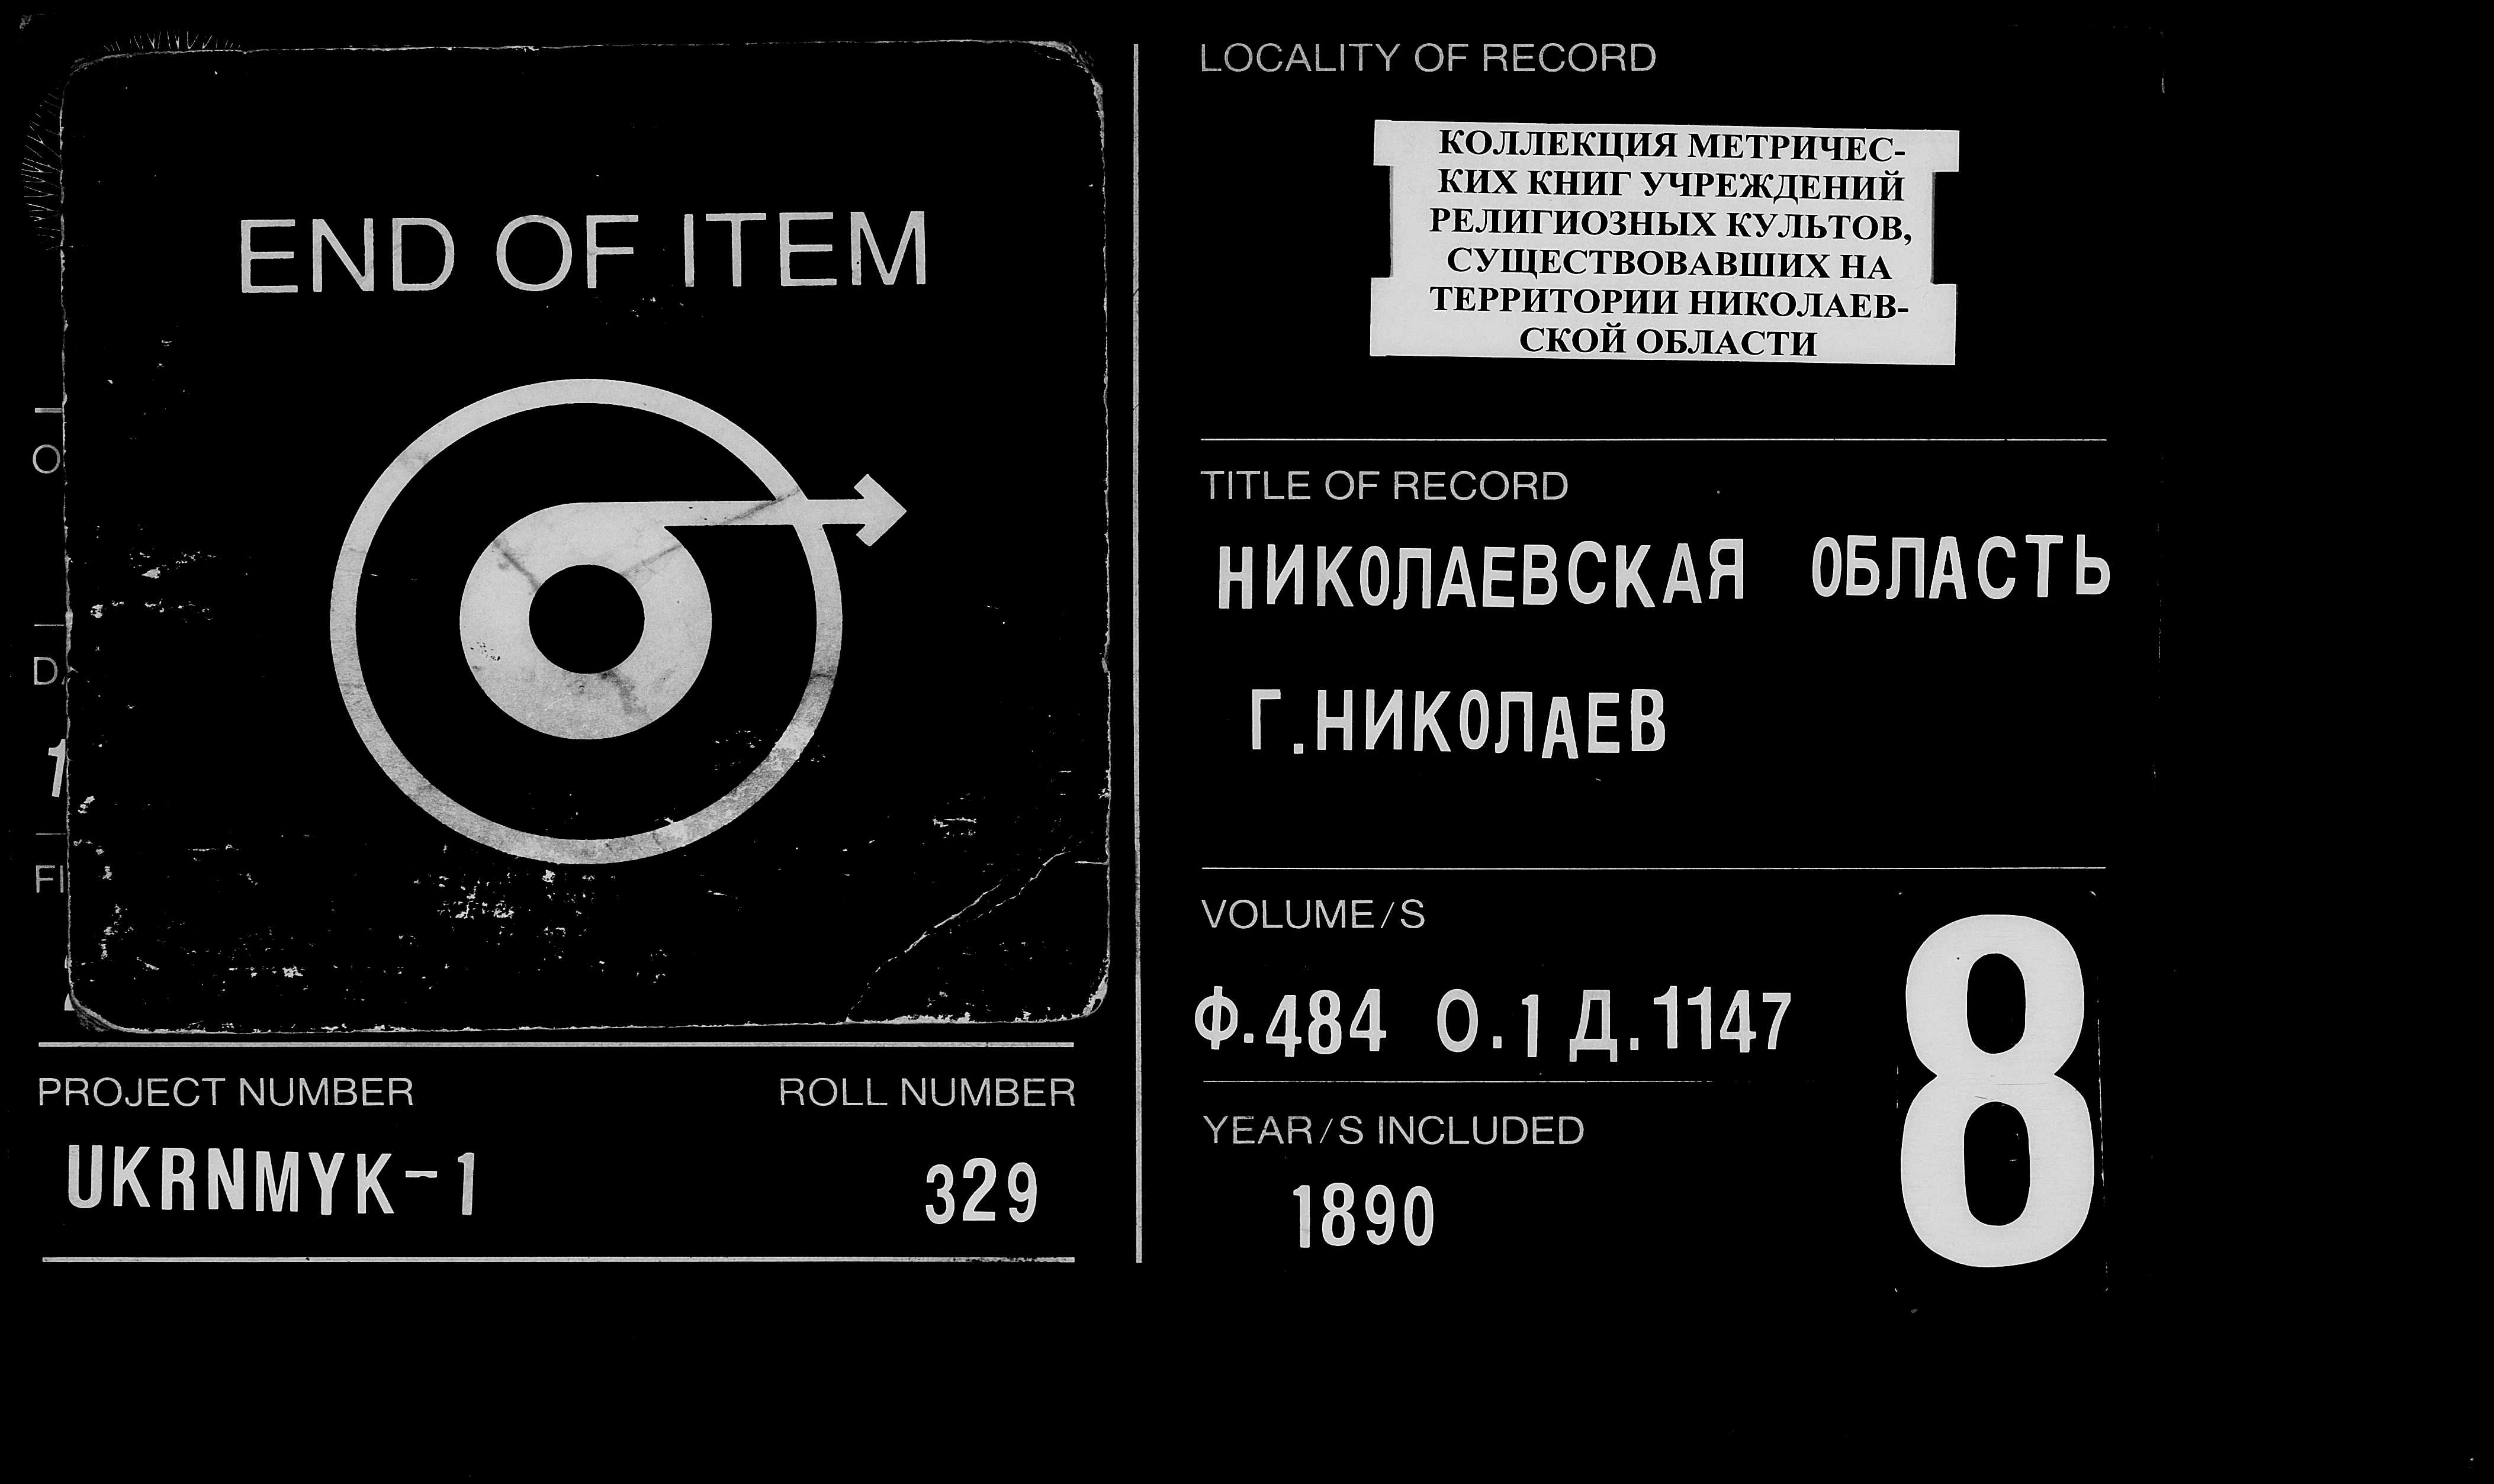 END OF ITEM
PROJECT NUMBER
ROLL NUMBER
UKRNMYK-1
329
LOCALITY OF RECORD
КОЛЛЕКЦИЯ МЕТРИЧЕС-
КИХ КНИГ УЧРЕЖДЕНИЙ
РЕЛИГИОЗНЫХ КУЛЬТОВ,
СУЩЕСТВОВАВШИХ НА
ТЕРРИТОРИИ НИКОЛАЕВ-
СКОЙ ОБЛАСТИ
TITLE OF RECORD
НИКОЛАЕВСКАЯ ОБЛАСТЬ
Г.НИКОЛАЕВ
VOLUME/S
Ф.484 О.1 Д.1147
YEAR/S INCLUDED
1890
8